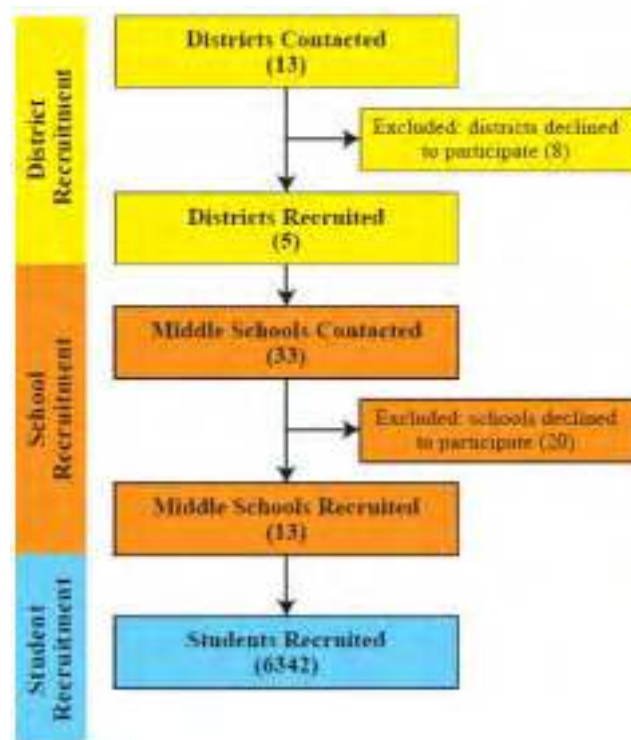 District
Recruitment
Districts Contacted
(13)
Excluded: districts declined
to participate (8)
Districts Recruited
(5)
School
Recruitment
Middle Schools Contacted
(33)
Excluded: schools declined
to participate (20)
Middle Schools Recruited
(13)
Student
Recruitment
Students Recruited
(6342)